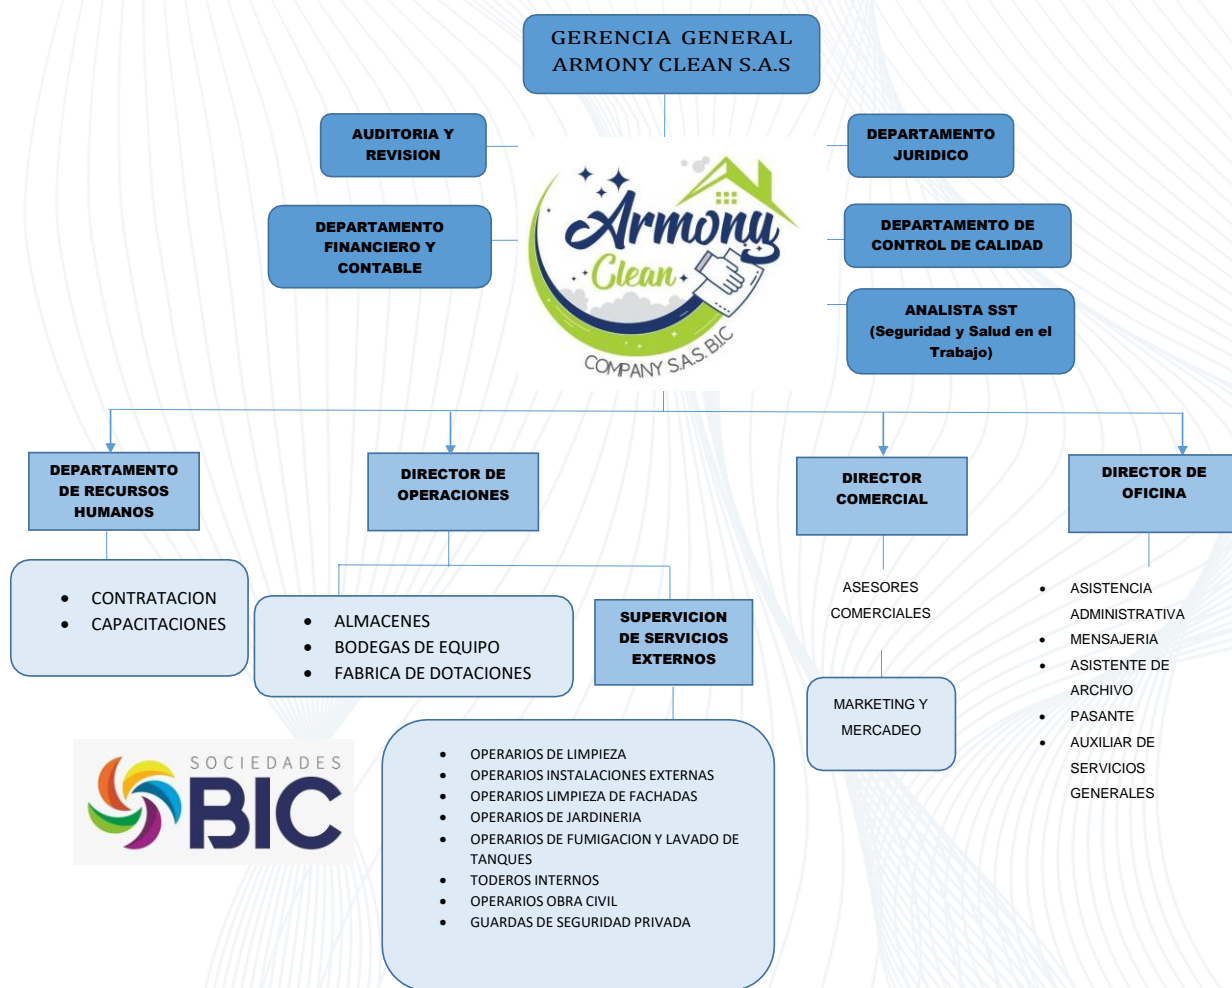 GERENCIA GENERAL
ARMONY CLEAN S.A.S
AUDITORIA Y
REVISION
DEPARTAMENTO
JURIDICO
DEPARTAMENTO
FINANCIERO Y
CONTABLE
Armony
Clean
COMPANY S.A.S. B.I.C
DEPARTAMENTO DE
CONTROL DE CALIDAD
ANALISTA SST
(Seguridad y Salud en el
Trabajo)
DEPARTAMENTO
DE RECURSOS
HUMANOS
DIRECTOR DE
OPERACIONES
DIRECTOR
COMERCIAL
DIRECTOR DE
OFICINA
• CONTRATACION
• CAPACITACIONES
• ALMACENES
• BODEGAS DE EQUIPO
• FABRICA DE DOTACIONES
SUPERVICION
DE SERVICIOS
EXTERNOS
ASESORES
COMERCIALES
MARKETING Y
MERCADEO
• ASISTENCIA
ADMINISTRATIVA
• MENSAJERIA
• ASISTENTE DE
ARCHIVO
• PASANTE
• AUXILIAR DE
SERVICIOS
GENERALES
SOCIEDADES
BIC
• OPERARIOS DE LIMPIEZA
• OPERARIOS INSTALACIONES EXTERNAS
• OPERARIOS LIMPIEZA DE FACHADAS
• OPERARIOS DE JARDINERIA
• OPERARIOS DE FUMIGACION Y LAVADO DE
TANQUES
• TODEROS INTERNOS
• OPERARIOS OBRA CIVIL
• GUARDAS DE SEGURIDAD PRIVADA